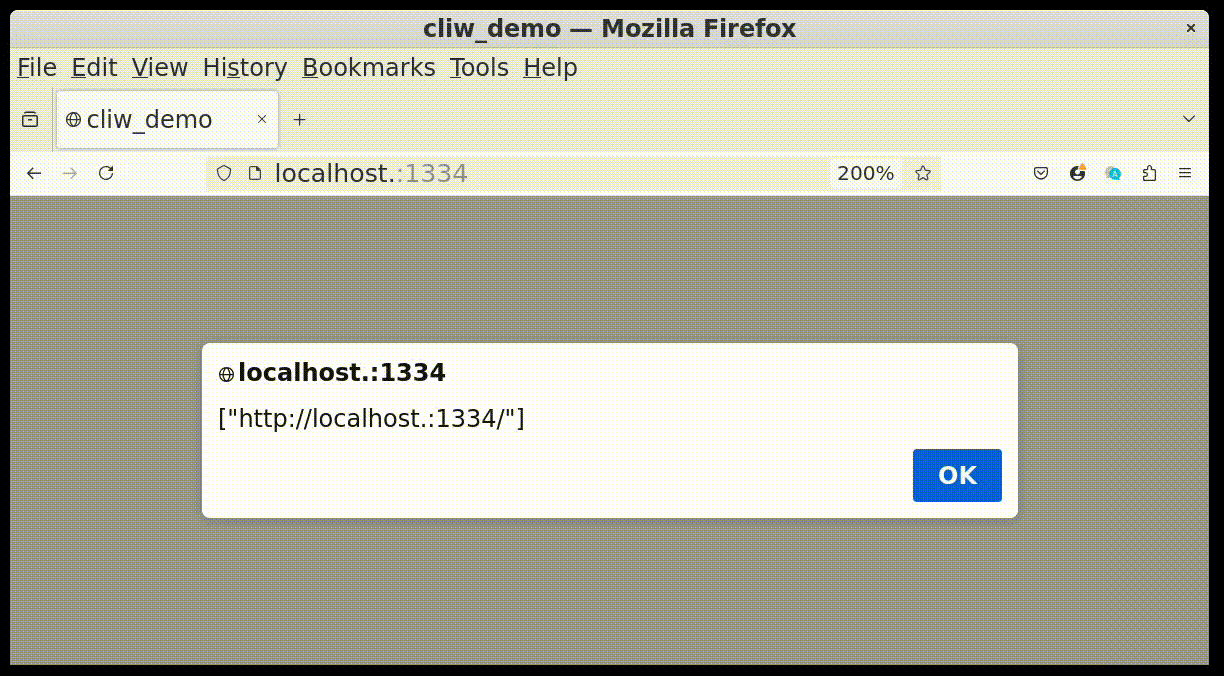 cliw_demo — Mozilla Firefox
File Edit View History Bookmarks Tools Help
cliw_demo
localhost.:1334 200%
localhost.:1334
["http://localhost.:1334/"]
OK